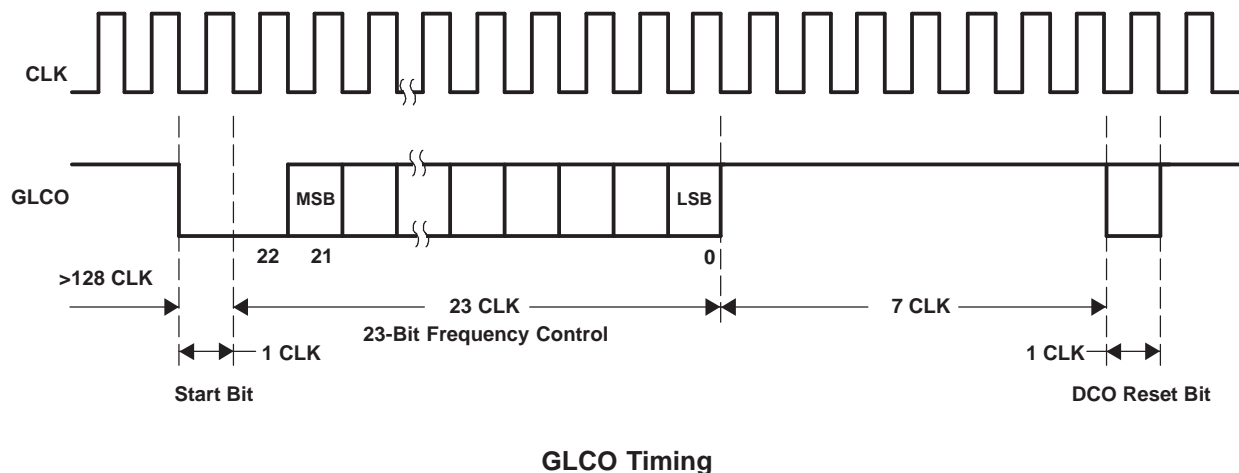 CLK
GLCO
MSB
LSB
22
21
0
>128 CLK
23 CLK
7 CLK
23-Bit Frequency Control
1 CLK
1 CLK
Start Bit
DCO Reset Bit
GLCO Timing